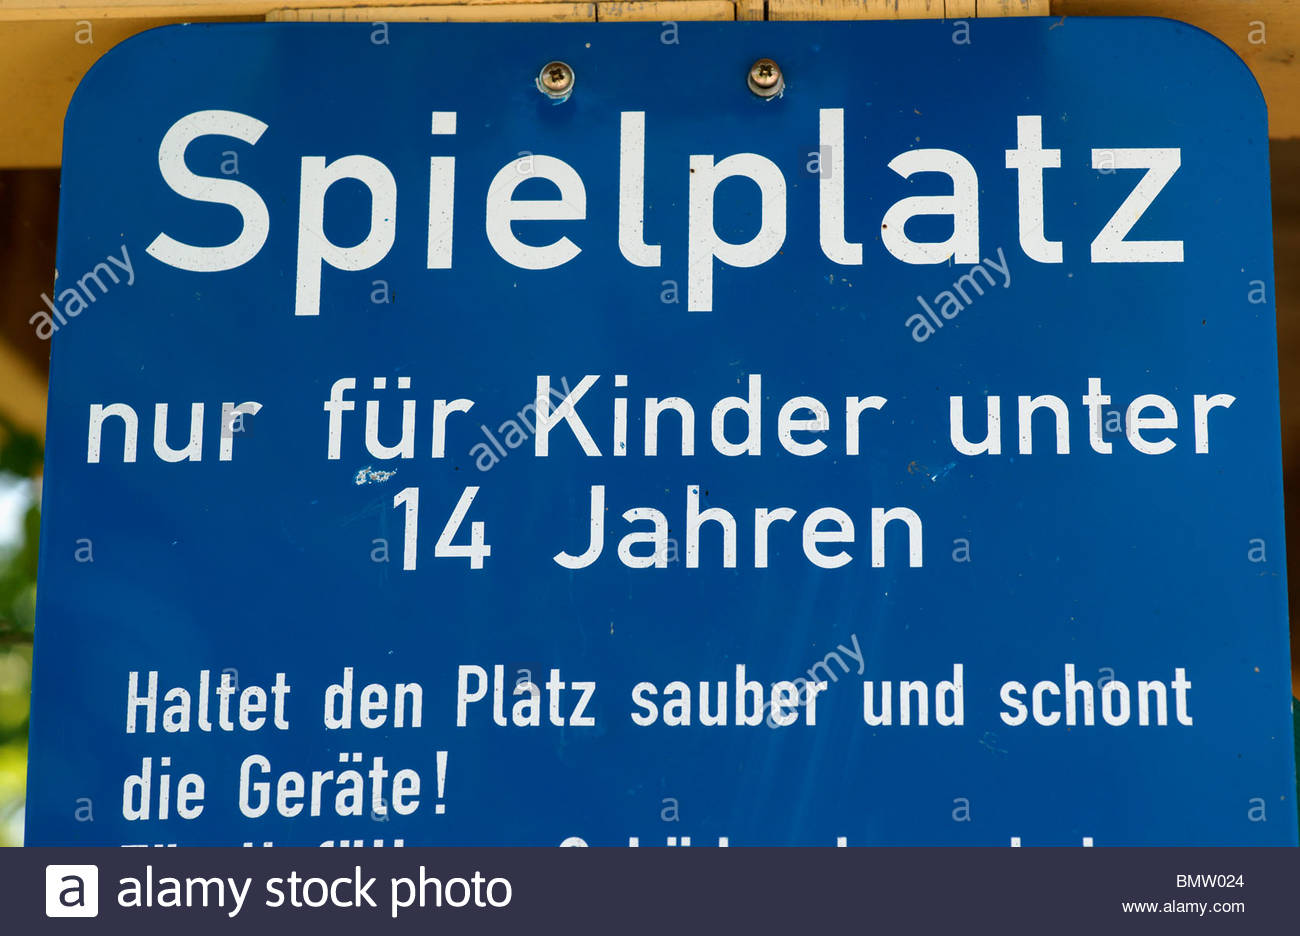 Spielplatz
nur für Kinder unter
14 Jahren
Haltet den Platz sauber und schont
die Geräte!
a alamy stock photo
BMW024
www.alamy.com